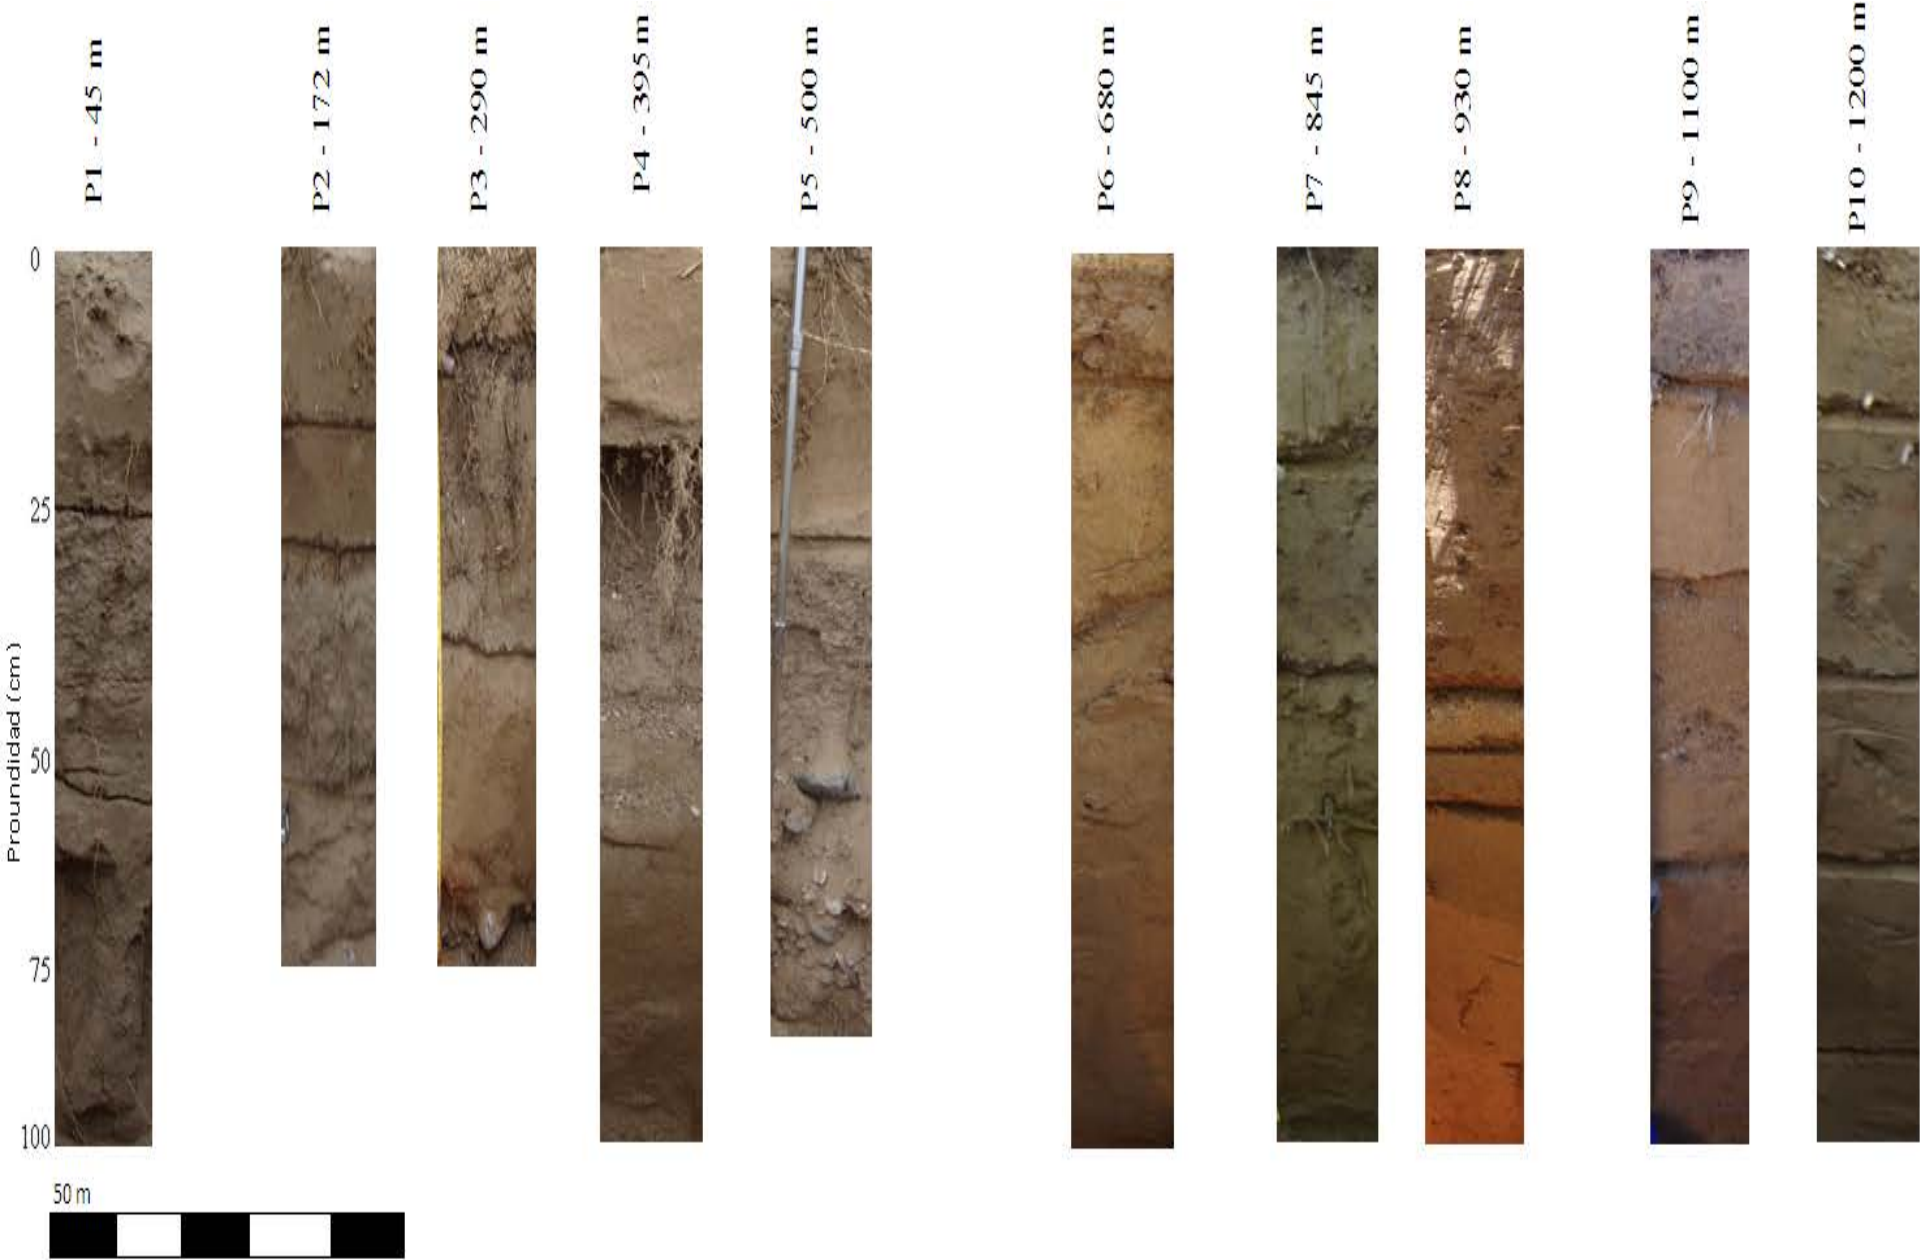 P1 - 45 m
P2 - 172 m
P3 - 290 m
P4 - 395 m
P5 - 500 m
P6 - 680 m
P7 - 845 m
P8 - 930 m
P9 - 1100 m
P10 - 1200 m
Proundidad (cm)
0
25
50
75
100
50 m